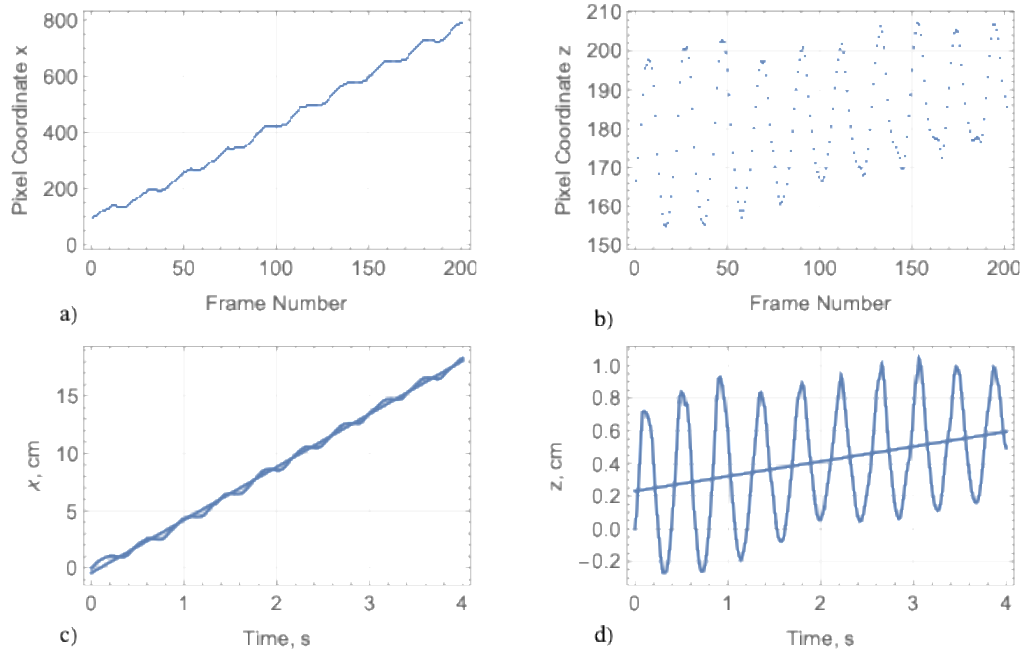 800
600
400
200
0
Pixel Coordinate x
0 50 100 150 200
Frame Number
a)
210
200
190
180
170
160
150
Pixel Coordinate z
0 50 100 150 200
Frame Number
b)
15
10
5
0
x, cm
0 1 2 3 4
Time, s
c)
1.0
0.8
0.6
0.4
0.2
0.0
−0.2
z, cm
0 1 2 3 4
Time, s
d)